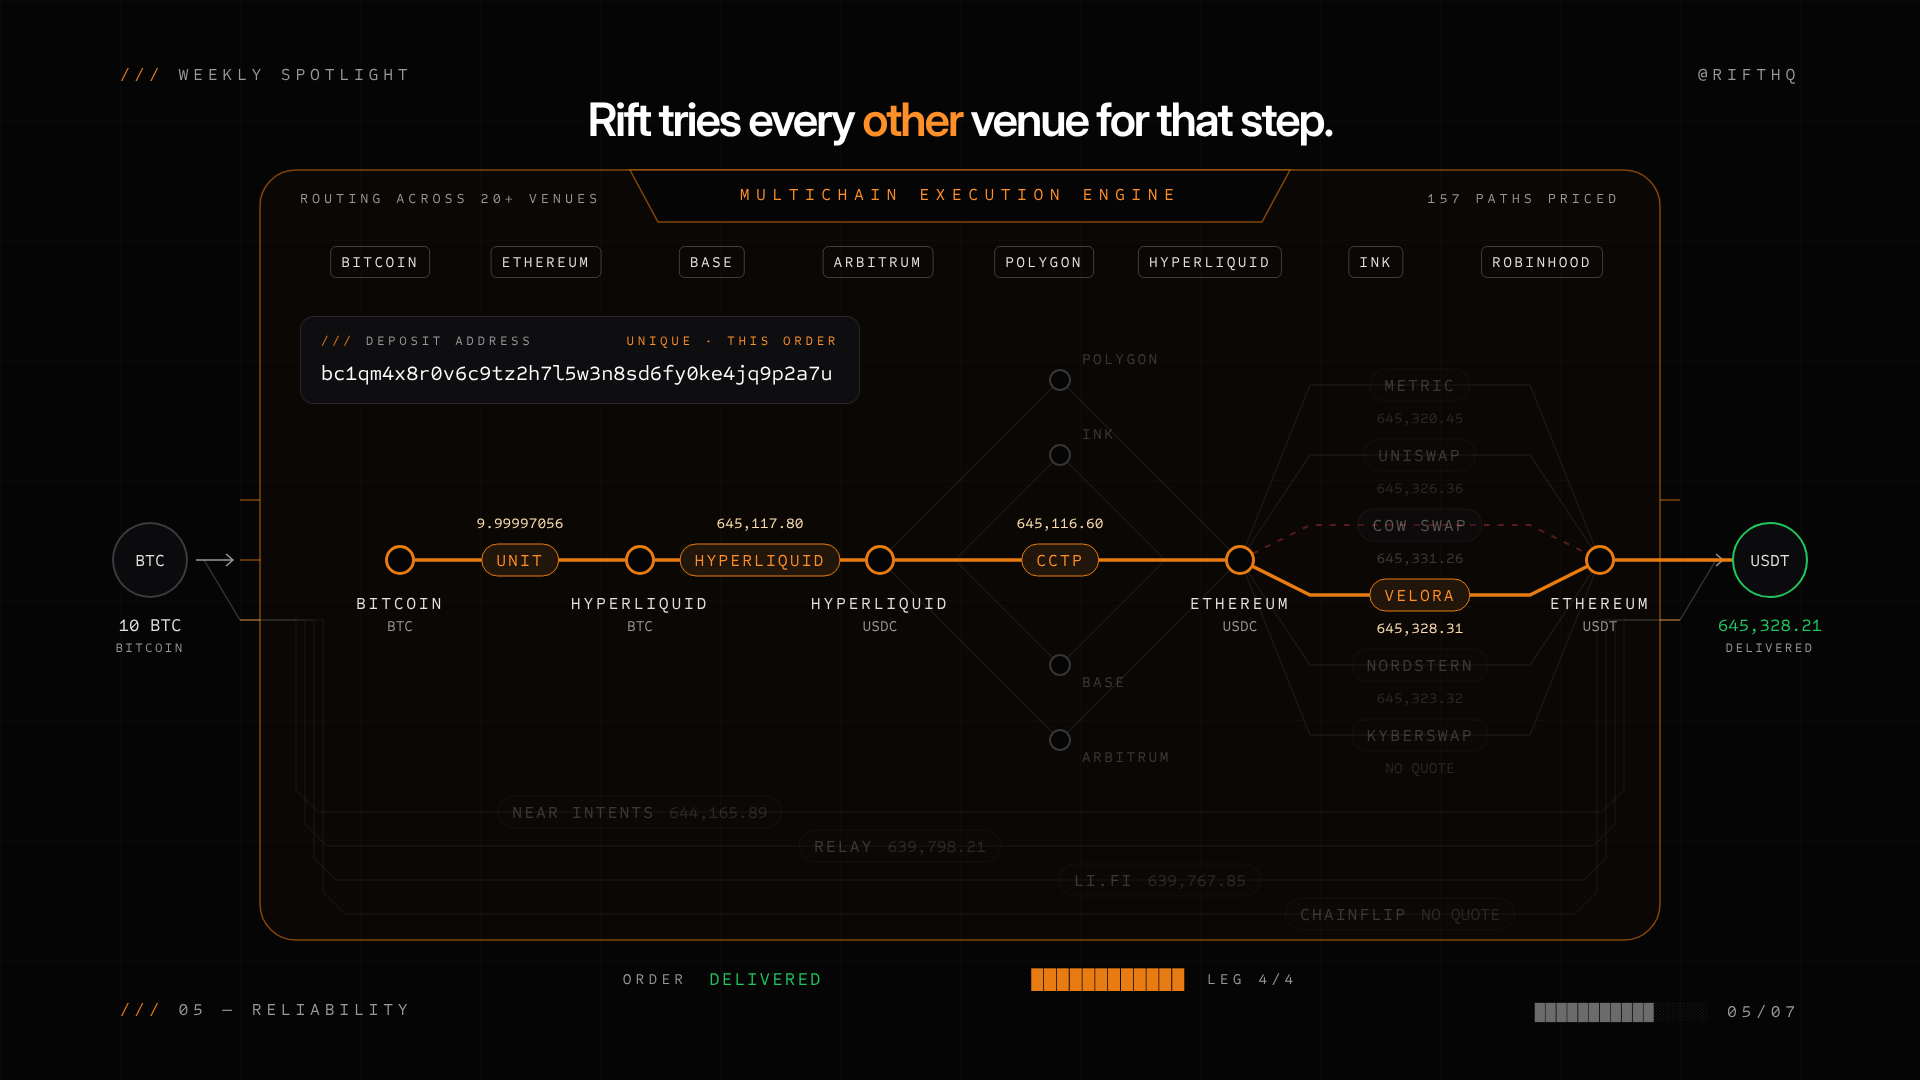 /// WEEKLY SPOTLIGHT
@RIFTHQ
Rift tries every other venue for that step.
ROUTING ACROSS 20+ VENUES
MULTICHAIN EXECUTION ENGINE
157 PATHS PRICED
BITCOIN
ETHEREUM
BASE
ARBITRUM
POLYGON
HYPERLIQUID
INK
ROBINHOOD
/// DEPOSIT ADDRESS
UNIQUE · THIS ORDER
bc1qm4x8r0v6c9tz2h7l5w3n8sd6fy0ke4jq9p2a7u
POLYGON
INK
BASE
ARBITRUM
METRIC
645,320.45
UNISWAP
645,326.36
COW SWAP
645,331.26
VELORA
645,328.31
NORDSTERN
645,323.32
KYBERSWAP
NO QUOTE
BTC
10 BTC
BITCOIN
9.99997056
UNIT
645,117.80
HYPERLIQUID
645,116.60
CCTP
BITCOIN
BTC
HYPERLIQUID
BTC
HYPERLIQUID
USDC
ETHEREUM
USDC
ETHEREUM
USDT
USDT
645,328.21
DELIVERED
NEAR INTENTS 644,165.89
RELAY 639,798.21
LI.FI 639,767.85
CHAINFLIP NO QUOTE
ORDER DELIVERED
LEG 4/4
/// 05 — RELIABILITY
05/07